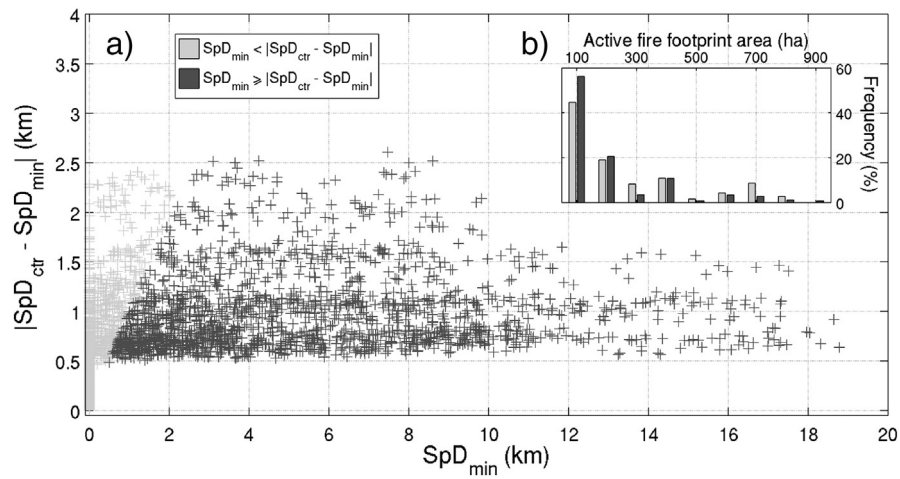 a)
SpD_min < |SpD_ctr - SpD_min|
SpD_min ⩾ |SpD_ctr - SpD_min|
b)
Active fire footprint area (ha)
100 300 500 700 900
60
40
20
0
Frequency (%)
4
3.5
3
2.5
2
1.5
1
0.5
0
|SpD_ctr - SpD_min| (km)
0 2 4 6 8 10 12 14 16 18 20
SpD_min (km)